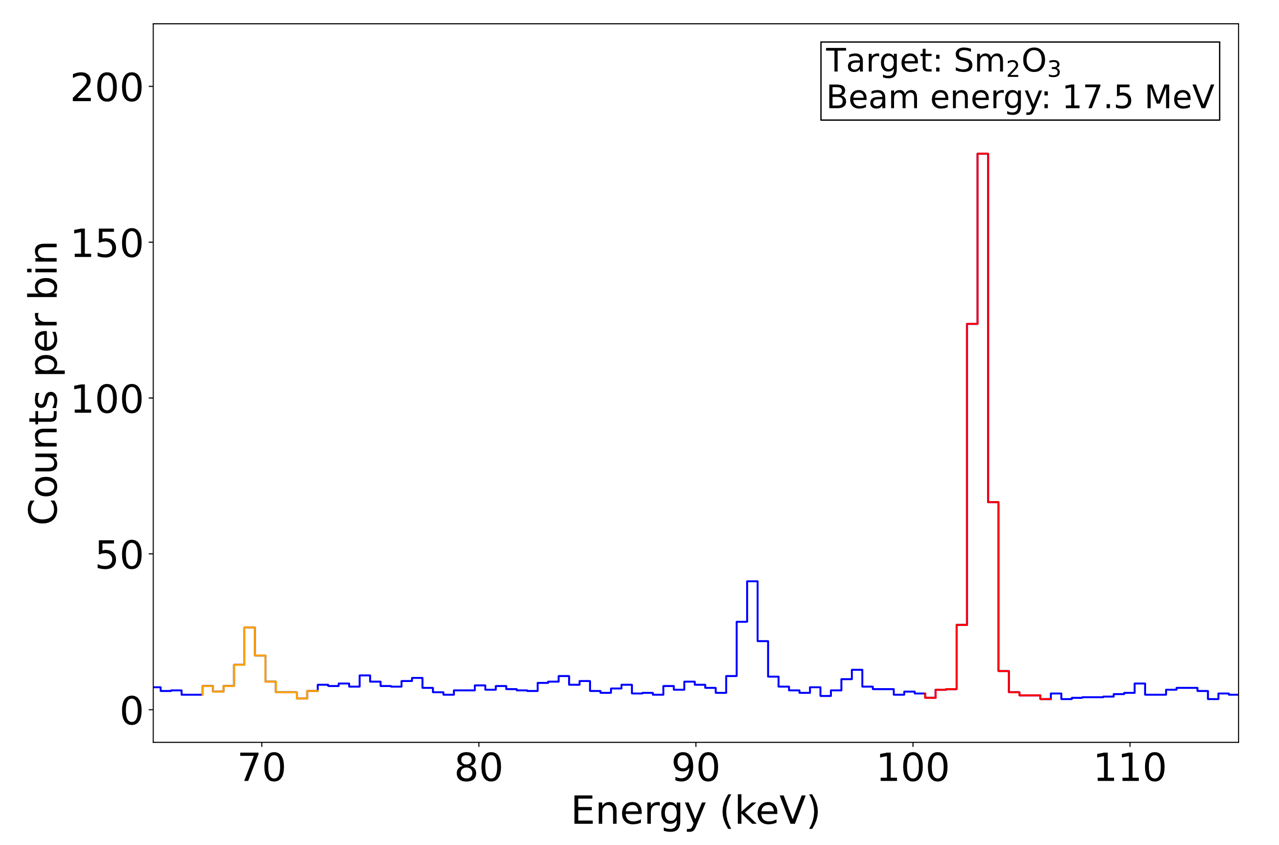 Target: Sm₂O₃
Beam energy: 17.5 MeV
200
150
100
50
0
Counts per bin
70 80 90 100 110
Energy (keV)